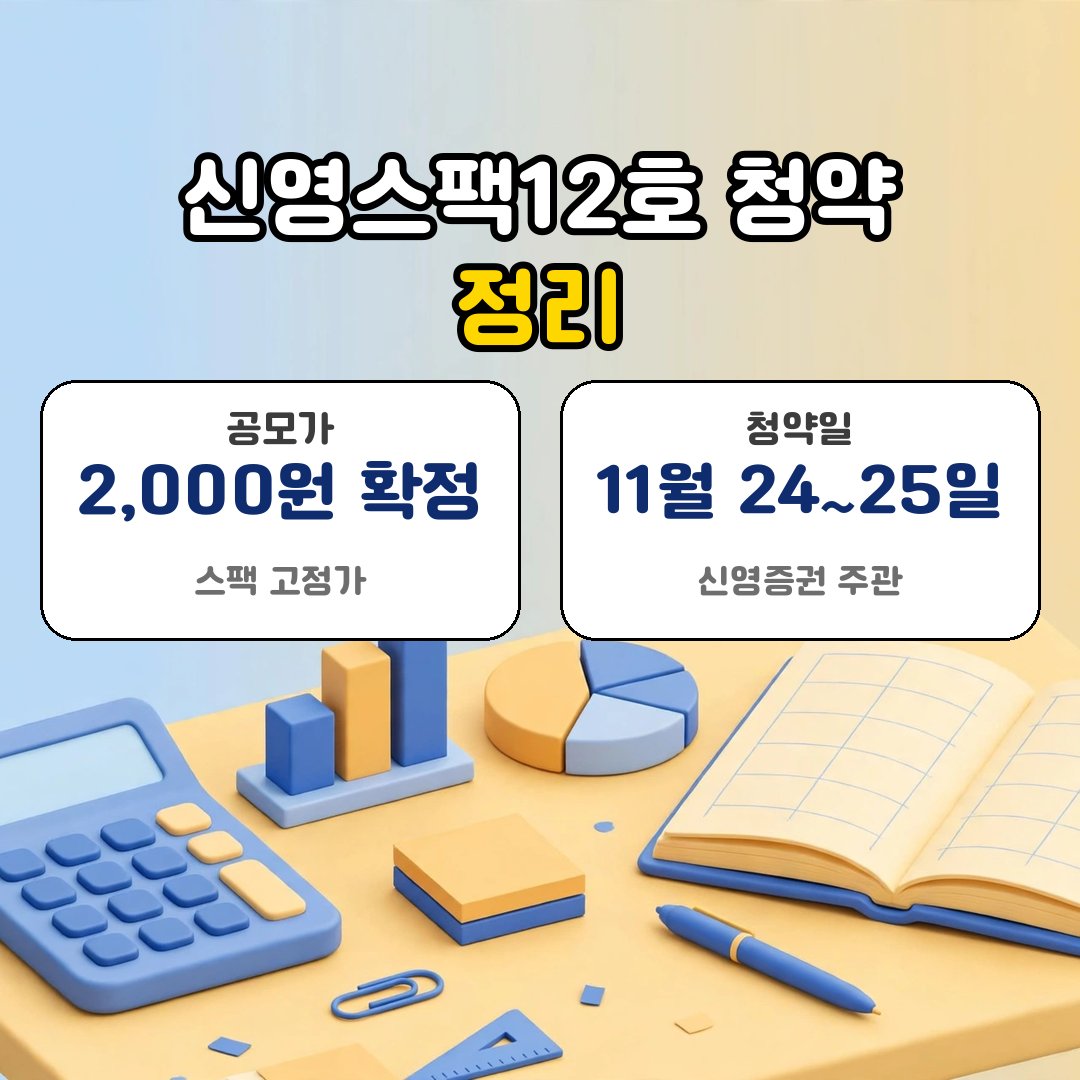 신영스팩12호 청약
정리
공모가
2,000원 확정
스팩 고정가
청약일
11월 24~25일
신영증권 주관